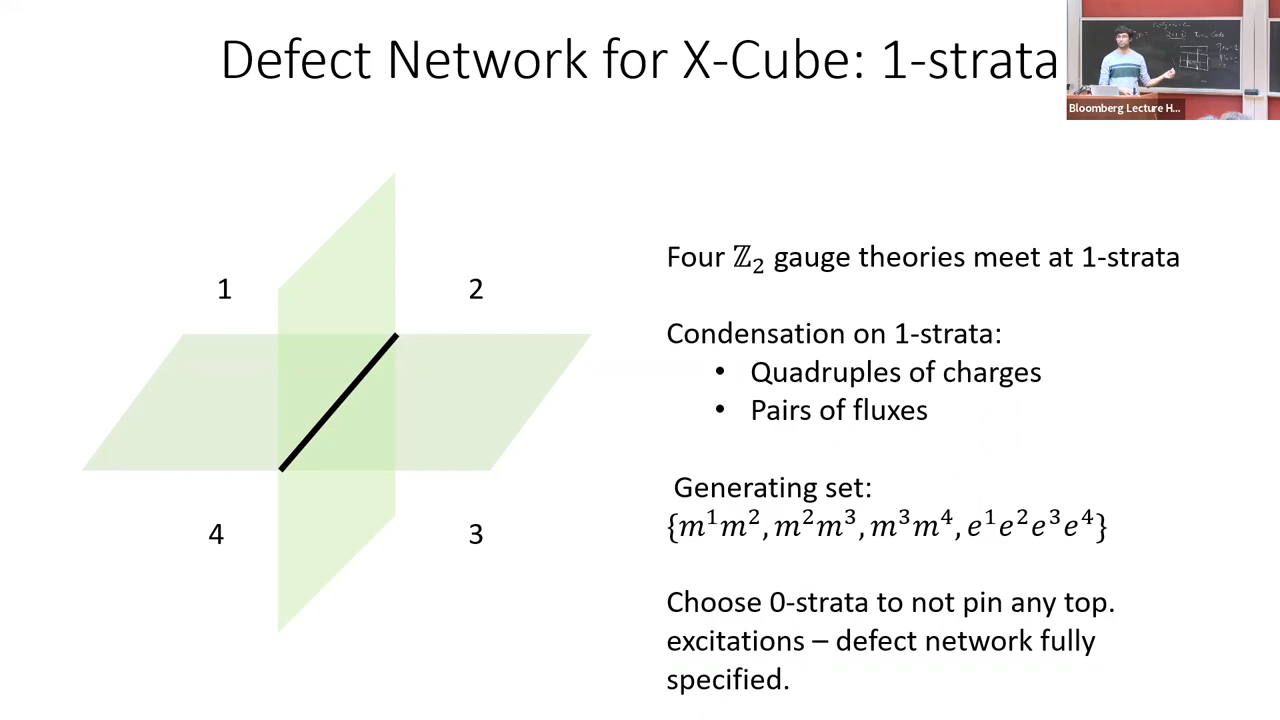 Defect Network for X-Cube: 1-strata
Bloomberg Lecture H...
1
2
4
3
Four ℤ₂ gauge theories meet at 1-strata
Condensation on 1-strata:
• Quadruples of charges
• Pairs of fluxes
Generating set:
{m¹m², m²m³, m³m⁴, e¹e²e³e⁴}
Choose 0-strata to not pin any top.
excitations – defect network fully
specified.